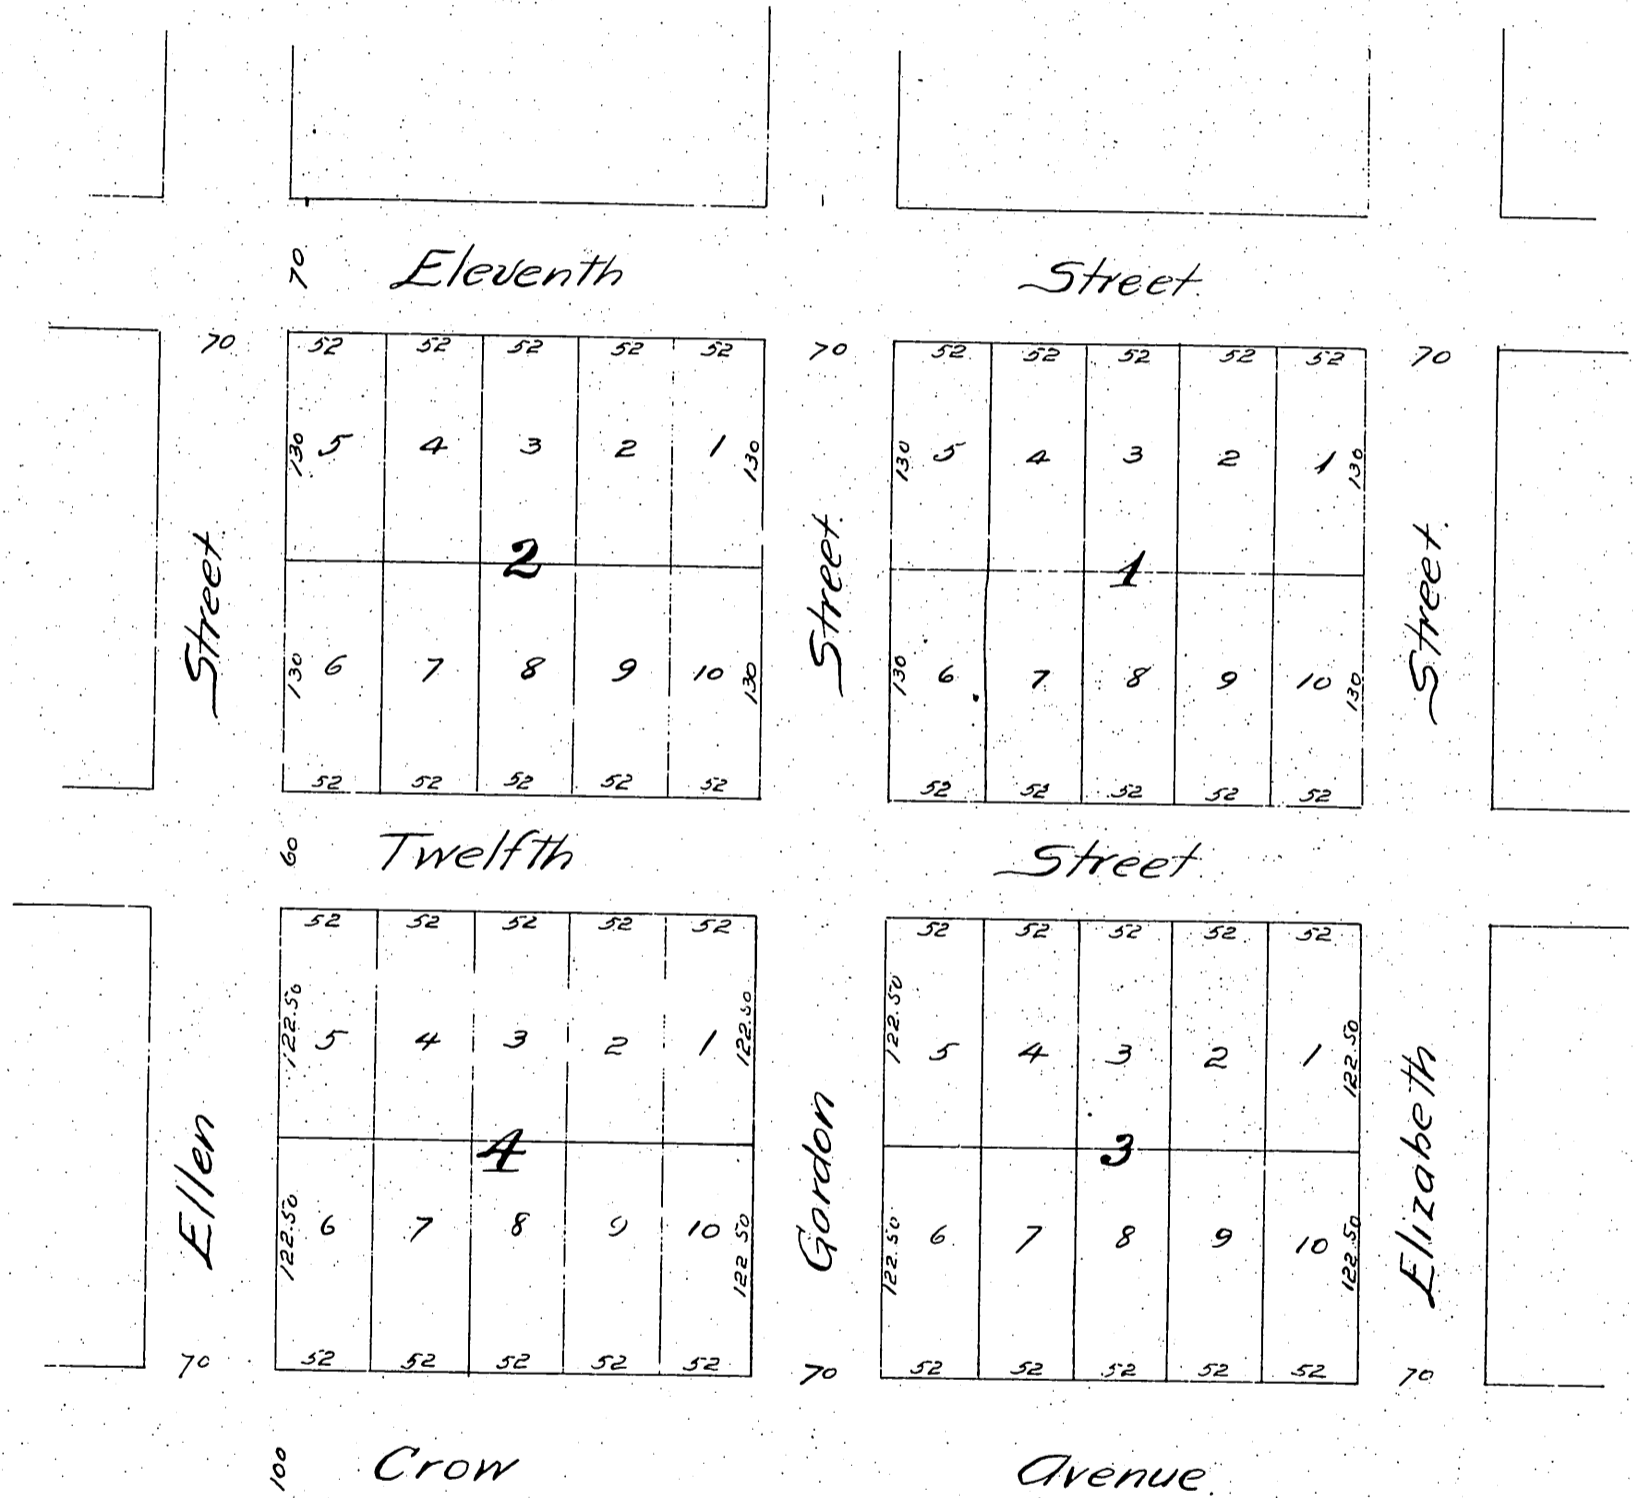 70 Eleventh Street
70 52 52 52 52 52 70 52 52 52 52 52 70
130 5 4 3 2 1 130 130 5 4 3 2 1 130
2 1
Street Street Street
130 6 7 8 9 10 130 130 6 7 8 9 10 130
52 52 52 52 52 52 52 52 52 52
60 Twelfth Street
52 52 52 52 52 52 52 52 52 52
122.50 5 4 3 2 1 122.50 122.50 5 4 3 2 1 122.50
4 3
Ellen Gordon Elizabeth
122.50 6 7 8 9 10 122 50 122.50 6 7 8 9 10 122.50
70 52 52 52 52 52 70 52 52 52 52 52 70
100 Crow Avenue